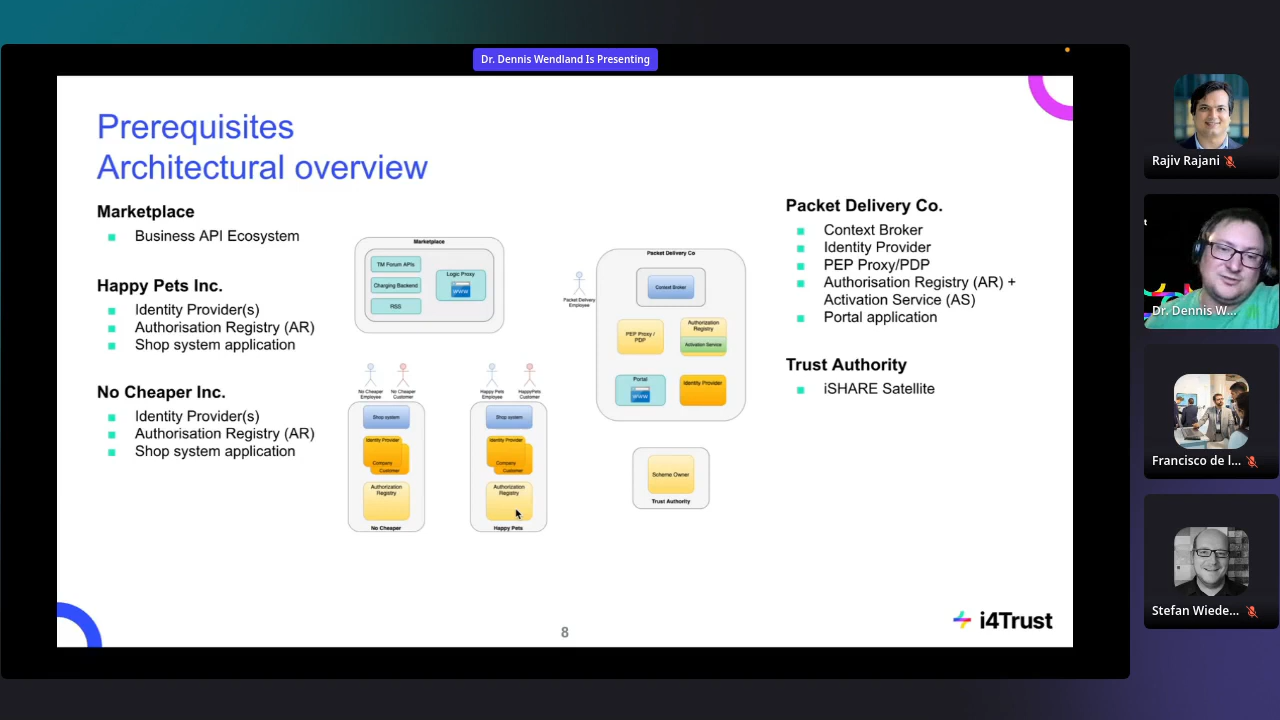 Dr. Dennis Wendland Is Presenting
Prerequisites
Architectural overview
Marketplace
Business API Ecosystem
Happy Pets Inc.
Identity Provider(s)
Authorisation Registry (AR)
Shop system application
No Cheaper Inc.
Identity Provider(s)
Authorisation Registry (AR)
Shop system application
Marketplace
TM Forum APIs
Charging Backend
RSS
Logic Proxy
www
No Cheaper
Employee
No Cheaper
Customer
Shop system
Identity Provider
Company
Customer
Authorization
Registry
No Cheaper
Happy Pets
Employee
HappyPets
Customer
Shop system
Identity Provider
Company
Customer
Authorization
Registry
Happy Pets
Packet Delivery
Employee
Packet Delivery Co
Context Broker
PEP Proxy /
PDP
Authorization
Registry
Activation Service
Portal
www
Identity Provider
Scheme Owner
Trust Authority
Packet Delivery Co.
Context Broker
Identity Provider
PEP Proxy/PDP
Authorisation Registry (AR) +
Activation Service (AS)
Portal application
Trust Authority
iSHARE Satellite
8
i4Trust
Rajiv Rajani
Dr. Dennis W...
Francisco de l...
Stefan Wiede...